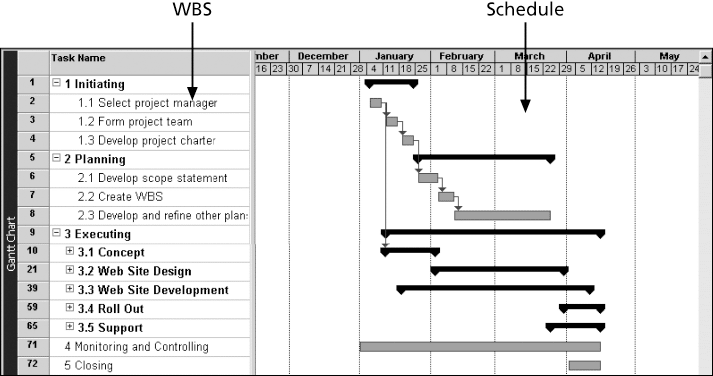 WBS Schedule
Task Name nber December January February March April May
16 23 30 7 14 21 28 4 11 18 25 1 8 15 22 1 8 15 22 29 5 12 19 26 3 10 17 24
1 1 Initiating
2 1.1 Select project manager
3 1.2 Form project team
4 1.3 Develop project charter
5 2 Planning
6 2.1 Develop scope statement
7 2.2 Create WBS
8 2.3 Develop and refine other plan
9 3 Executing
10 3.1 Concept
21 3.2 Web Site Design
39 3.3 Web Site Development
59 3.4 Roll Out
65 3.5 Support
71 4 Monitoring and Controlling
72 5 Closing
Gantt Chart